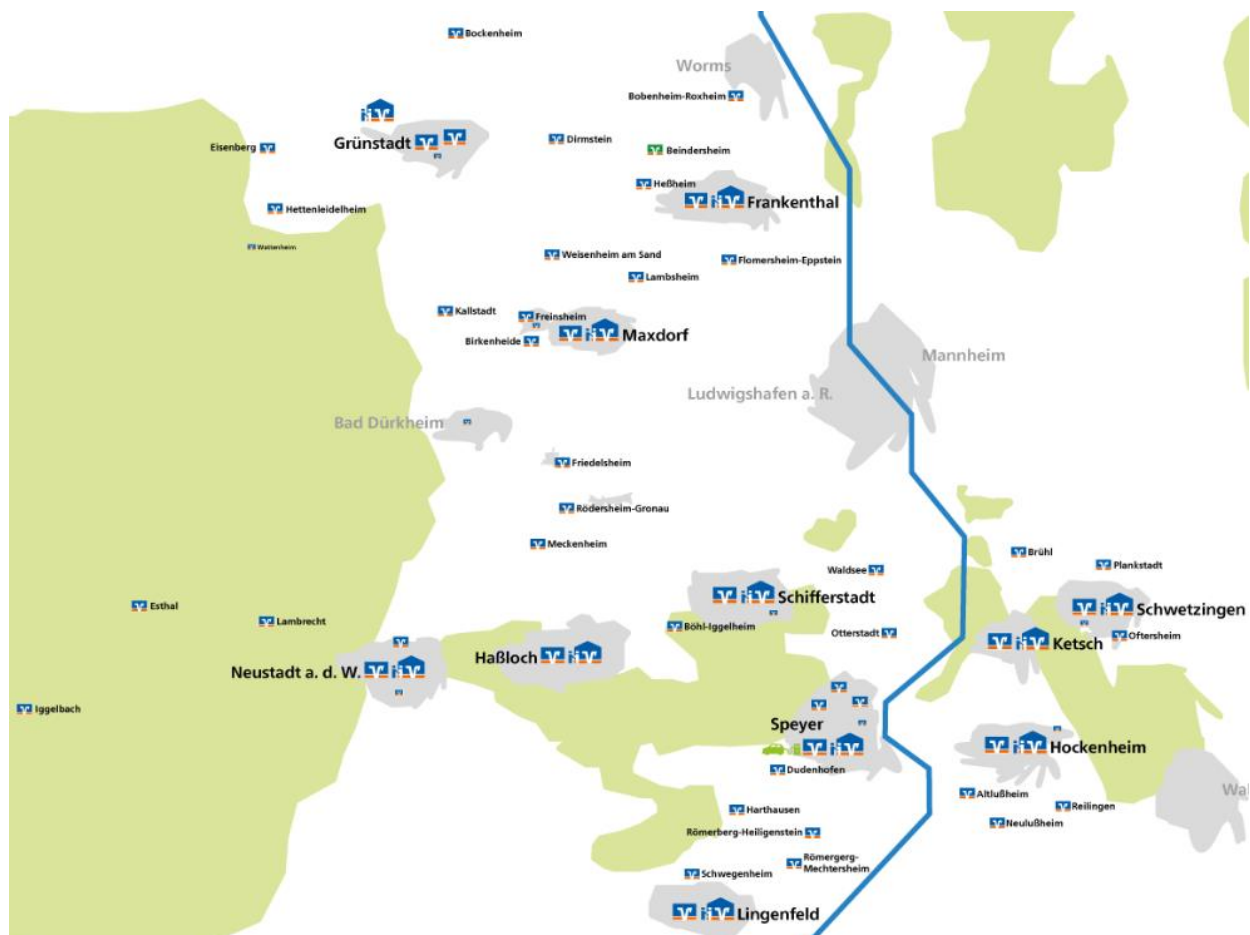 Bockenheim
Worms
Bobenheim-Roxheim
Grünstadt
Dirmstein
Eisenberg
Beindersheim
Heßheim
Frankenthal
Hettenleidelheim
Wattenheim
Weisenheim am Sand
Flomersheim-Eppstein
Lambsheim
Kallstadt
Freinsheim
Maxdorf
Birkenheide
Mannheim
Ludwigshafen a. R.
Bad Dürkheim
Friedelsheim
Rödersheim-Gronau
Meckenheim
Brühl
Plankstadt
Waldsee
Schifferstadt
Esthal
Schwetzingen
Lambrecht
Böhl-Iggelheim
Otterstadt
Oftersheim
Ketsch
Haßloch
Neustadt a. d. W.
Iggelbach
Speyer
Hockenheim
Dudenhofen
Altlußheim
Reilingen
Wal
Harthausen
Neulußheim
Römerberg-Heiligenstein
Römergerg-
Mechtersheim
Schwegenheim
Lingenfeld